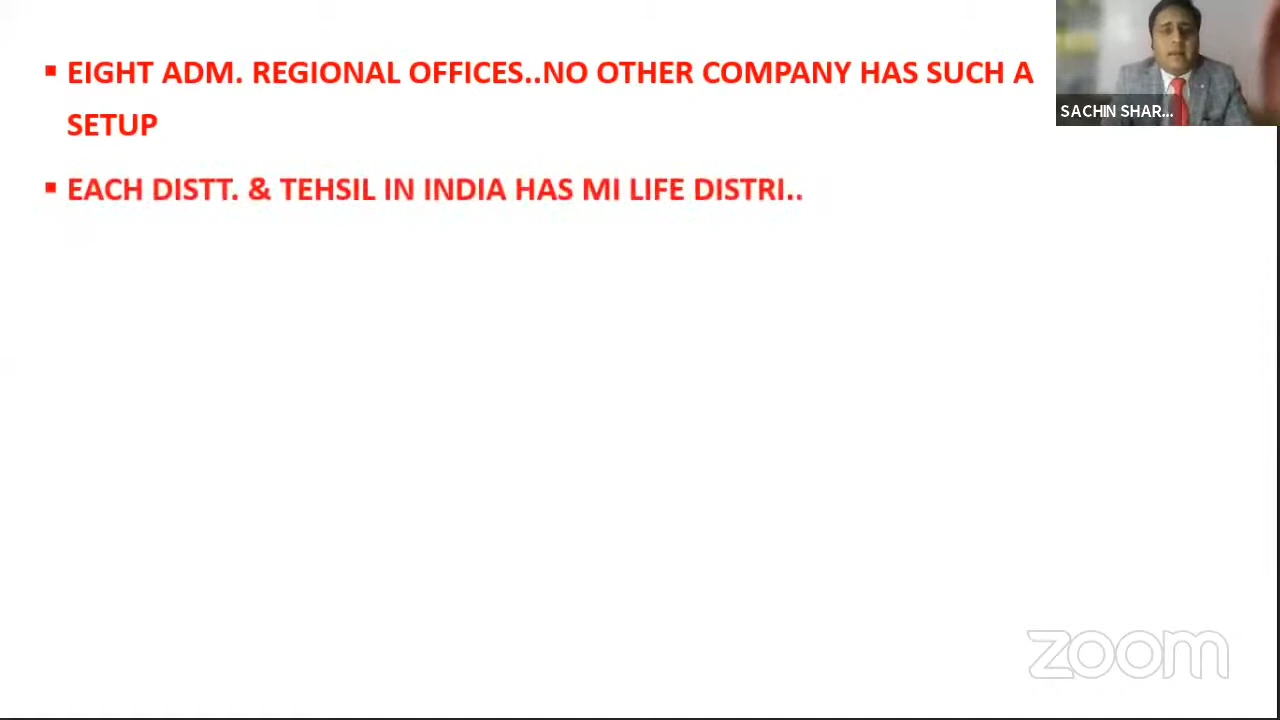 EIGHT ADM. REGIONAL OFFICES..NO OTHER COMPANY HAS SUCH A
SETUP
EACH DISTT. & TEHSIL IN INDIA HAS MI LIFE DISTRI..
SACHIN SHAR...
zoom